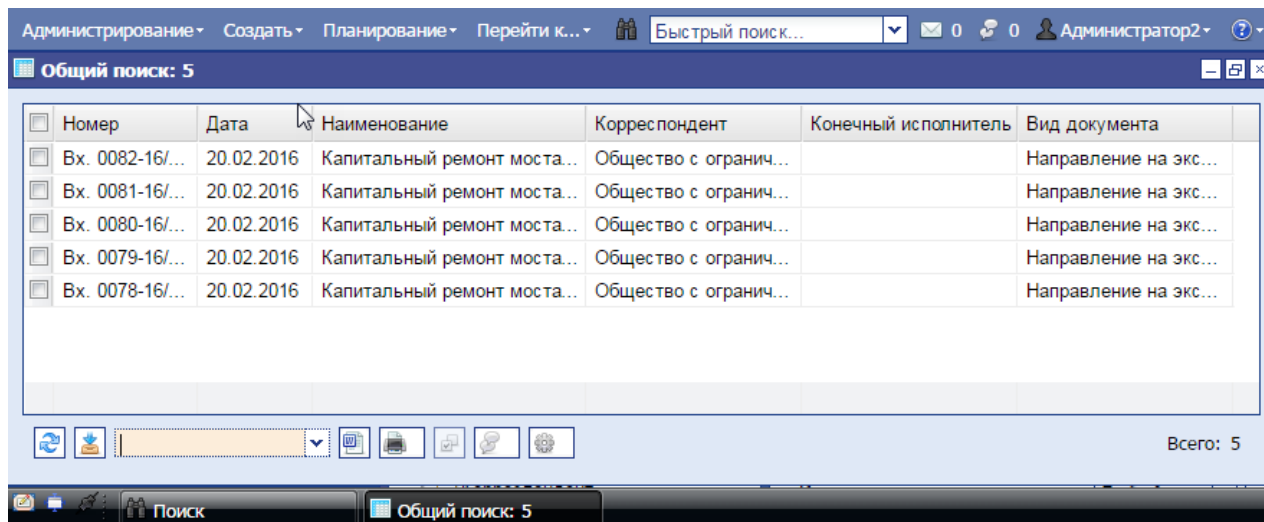 Администрирование Создать Планирование Перейти к... Быстрый поиск... 0 0 Администратор2 ?
Общий поиск: 5
Номер Дата Наименование Корреспондент Конечный исполнитель Вид документа
Вх. 0082-16/... 20.02.2016 Капитальный ремонт моста... Общество с огранич... Направление на экс...
Вх. 0081-16/... 20.02.2016 Капитальный ремонт моста... Общество с огранич... Направление на экс...
Вх. 0080-16/... 20.02.2016 Капитальный ремонт моста... Общество с огранич... Направление на экс...
Вх. 0079-16/... 20.02.2016 Капитальный ремонт моста... Общество с огранич... Направление на экс...
Вх. 0078-16/... 20.02.2016 Капитальный ремонт моста... Общество с огранич... Направление на экс...
Всего: 5
Поиск Общий поиск: 5